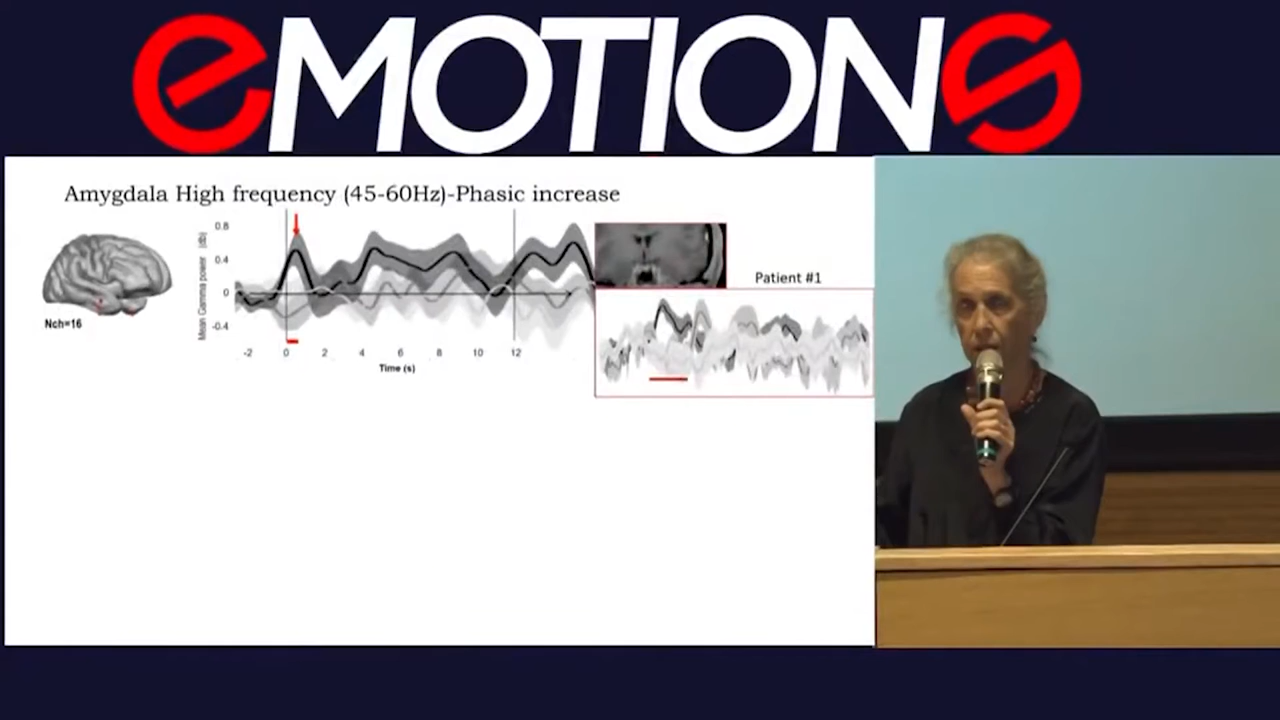 eMOTIONS
Amygdala High frequency (45-60Hz)-Phasic increase
Mean Gamma power (db)
0.8
0.4
0
-0.4
-2 0 2 4 6 8 10 12
Time (s)
Nch=16
Patient #1